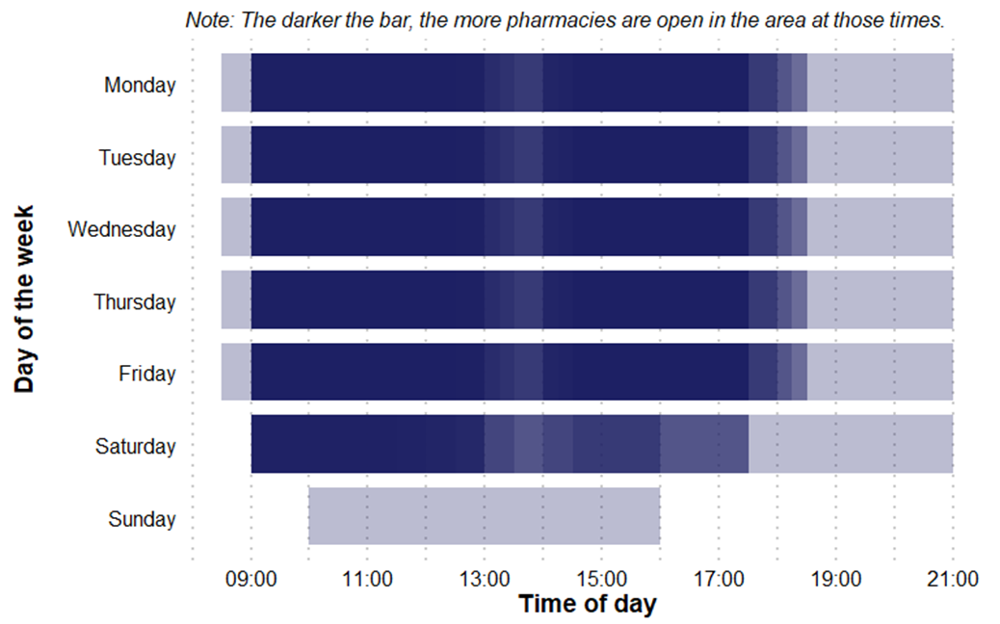 Note: The darker the bar, the more pharmacies are open in the area at those times.
Day of the week
Monday
Tuesday
Wednesday
Thursday
Friday
Saturday
Sunday
09:00 11:00 13:00 15:00 17:00 19:00 21:00
Time of day